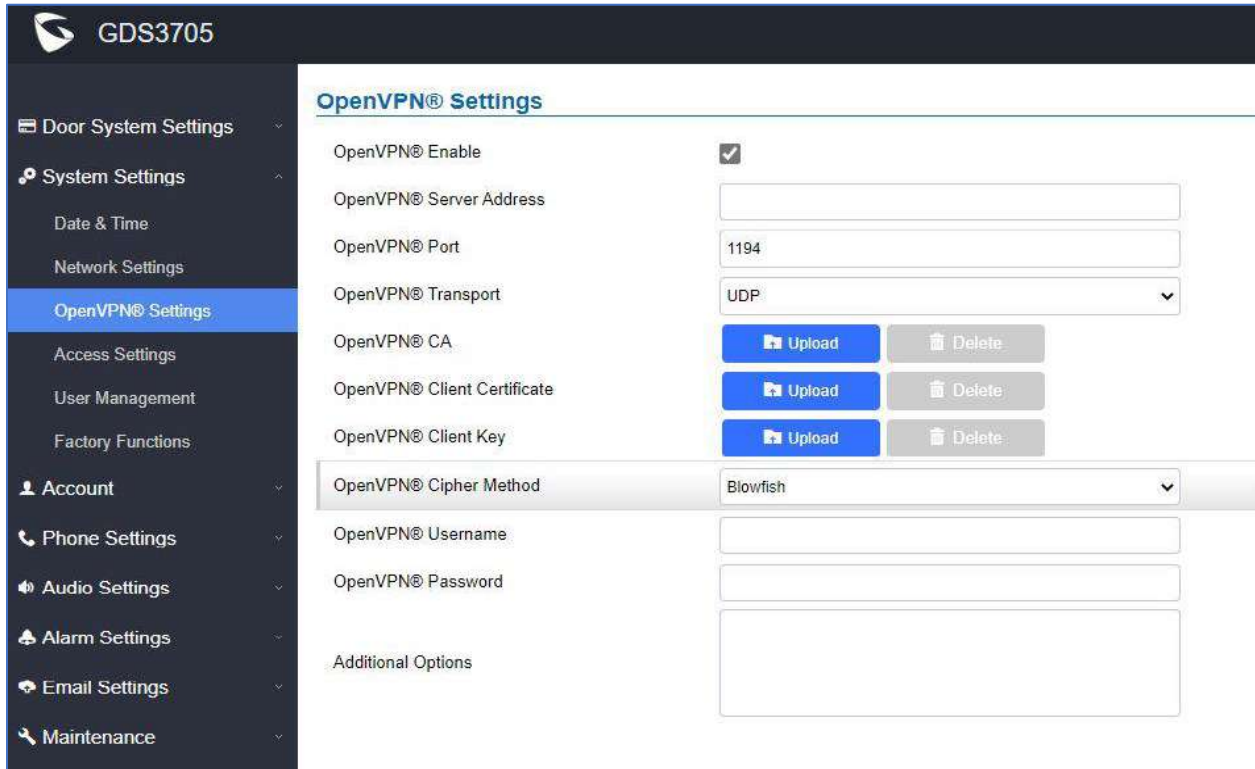 GDS3705
Door System Settings
System Settings
Date & Time
Network Settings
OpenVPN® Settings
Access Settings
User Management
Factory Functions
Account
Phone Settings
Audio Settings
Alarm Settings
Email Settings
Maintenance
OpenVPN® Settings
OpenVPN® Enable
OpenVPN® Server Address
OpenVPN® Port 1194
OpenVPN® Transport UDP
OpenVPN® CA Upload Delete
OpenVPN® Client Certificate Upload Delete
OpenVPN® Client Key Upload Delete
OpenVPN® Cipher Method Blowfish
OpenVPN® Username
OpenVPN® Password
Additional Options